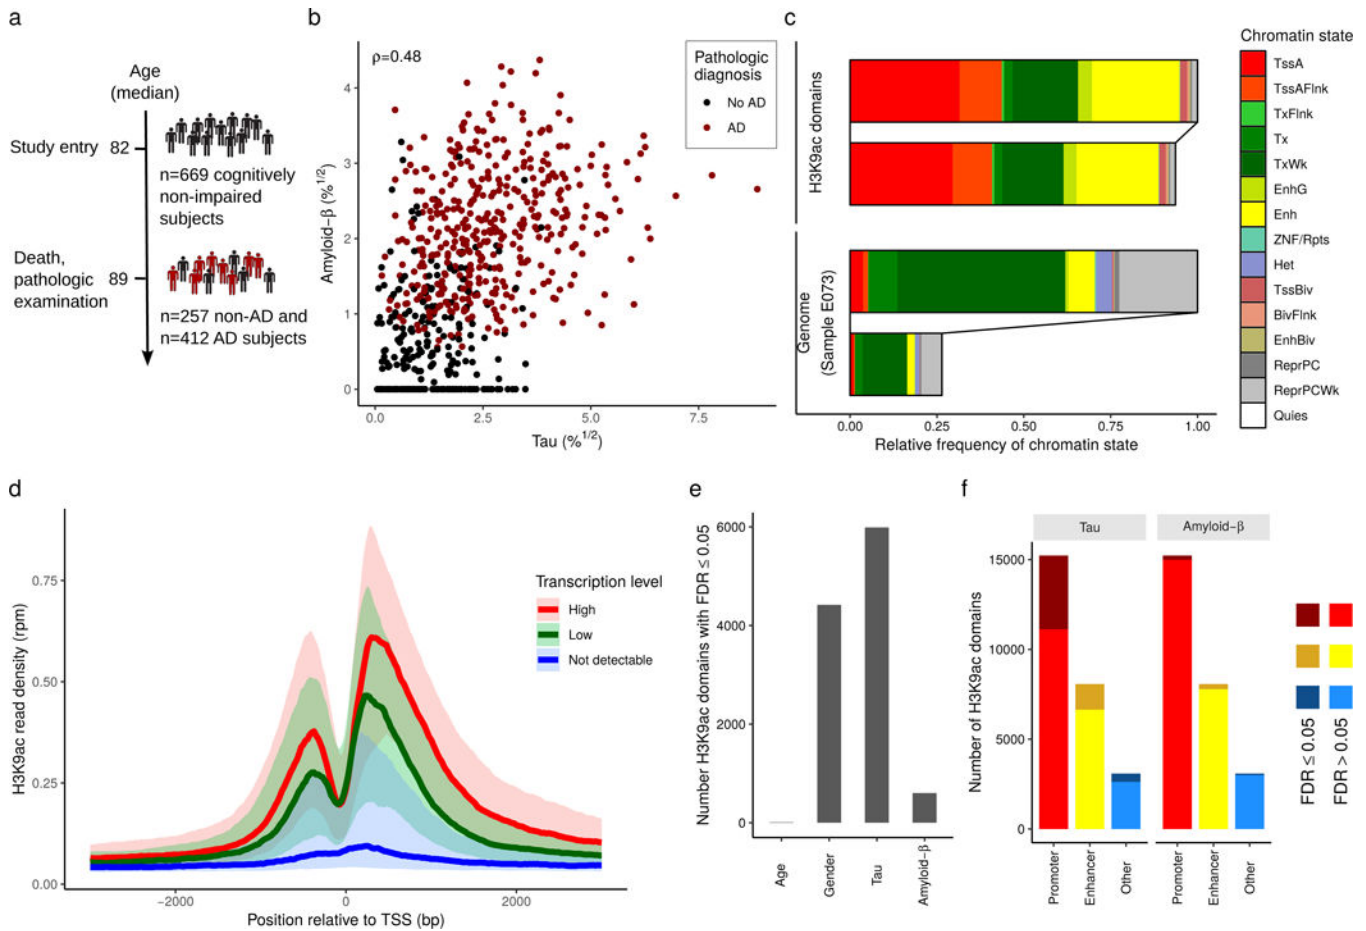 a
Age
(median)
Study entry 82
n=669 cognitively
non-impaired
subjects
Death,
pathologic
examination
89
n=257 non-AD and
n=412 AD subjects
b
ρ=0.48
Pathologic
diagnosis
No AD
AD
Amyloid-β (%1/2)
4
3
2
1
0
0.0 2.5 5.0 7.5
Tau (%1/2)
c
H3K9ac domains
Genome
(Sample E073)
0.00 0.25 0.50 0.75 1.00
Relative frequency of chromatin state
Chromatin state
TssA
TssAFlnk
TxFlnk
Tx
TxWk
EnhG
Enh
ZNF/Rpts
Het
TssBiv
BivFlnk
EnhBiv
ReprPC
ReprPCWk
Quies
d
H3K9ac read density (rpm)
0.75
0.50
0.25
0.00
−2000 0 2000
Position relative to TSS (bp)
Transcription level
High
Low
Not detectable
e
Number H3K9ac domains with FDR ≤ 0.05
6000
4000
2000
0
Age
Gender
Tau
Amyloid−β
f
Tau
Amyloid−β
Number of H3K9ac domains
15000
10000
5000
0
Promoter
Enhancer
Other
Promoter
Enhancer
Other
FDR ≤ 0.05
FDR > 0.05